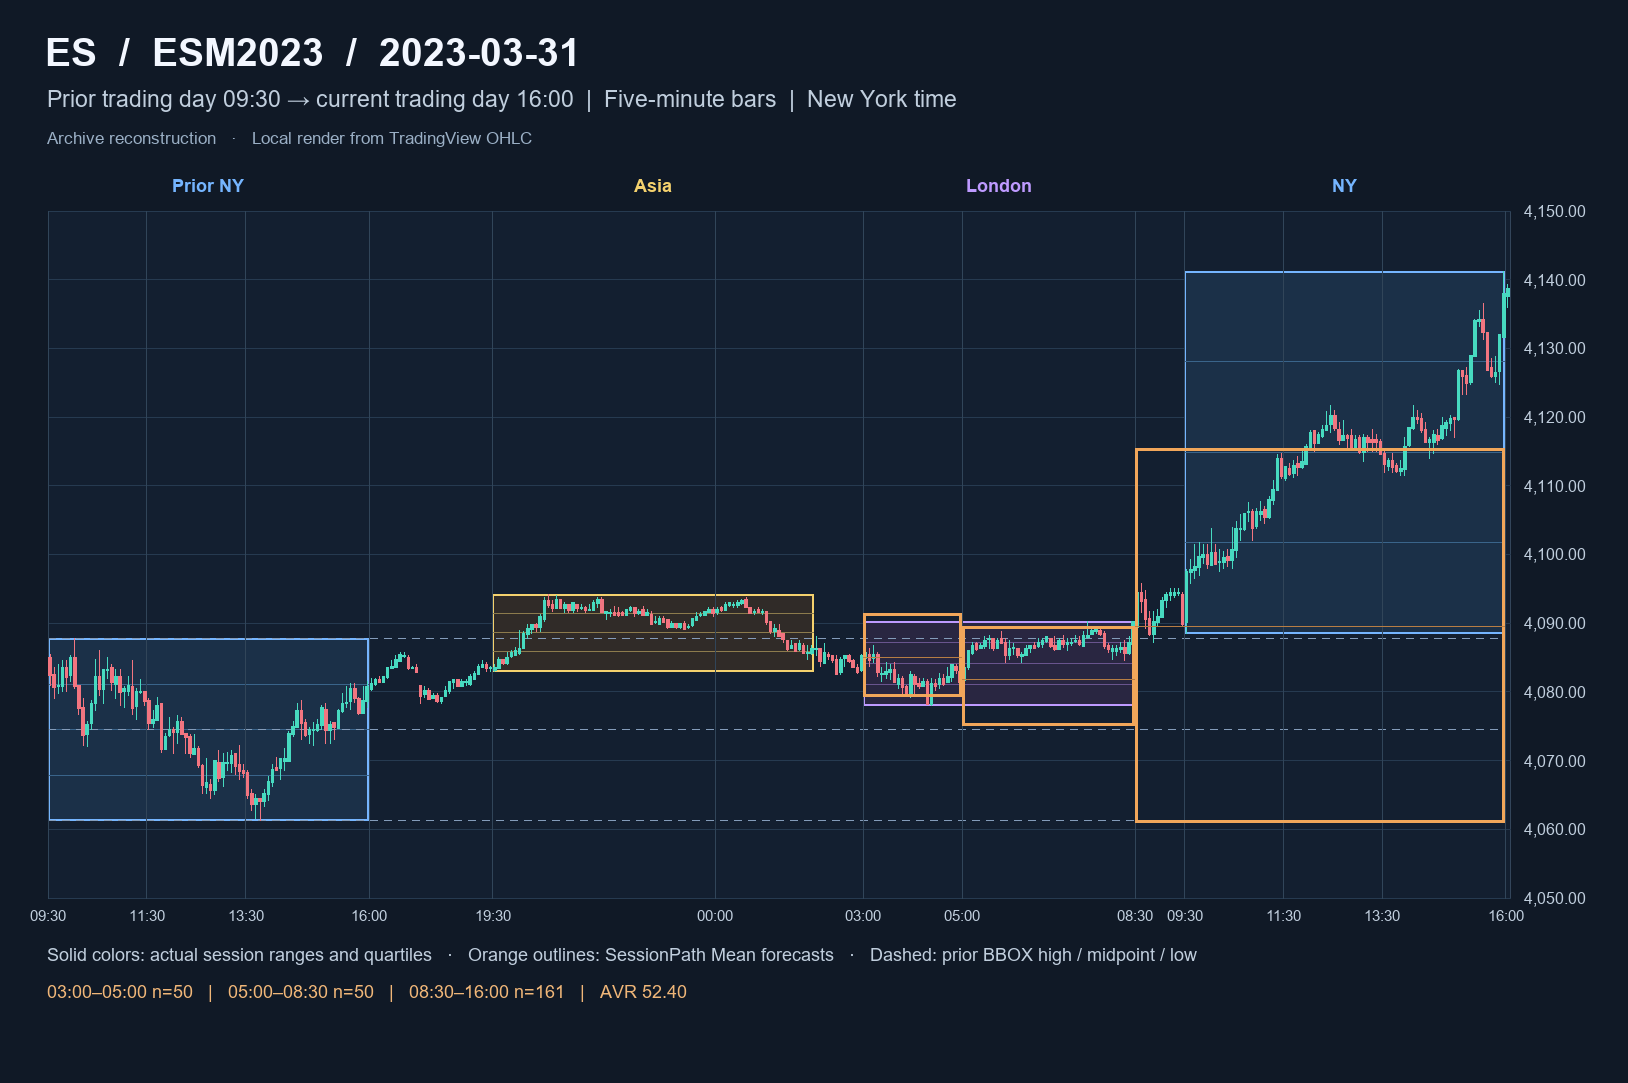 ES / ESM2023 / 2023-03-31
Prior trading day 09:30 → current trading day 16:00 | Five-minute bars | New York time
Archive reconstruction · Local render from TradingView OHLC
Prior NY Asia London NY
4,150.00
4,140.00
4,130.00
4,120.00
4,110.00
4,100.00
4,090.00
4,080.00
4,070.00
4,060.00
4,050.00
09:30 11:30 13:30 16:00 19:30 00:00 03:00 05:00 08:30 09:30 11:30 13:30 16:00
Solid colors: actual session ranges and quartiles · Orange outlines: SessionPath Mean forecasts · Dashed: prior BBOX high / midpoint / low
03:00–05:00 n=50 | 05:00–08:30 n=50 | 08:30–16:00 n=161 | AVR 52.40